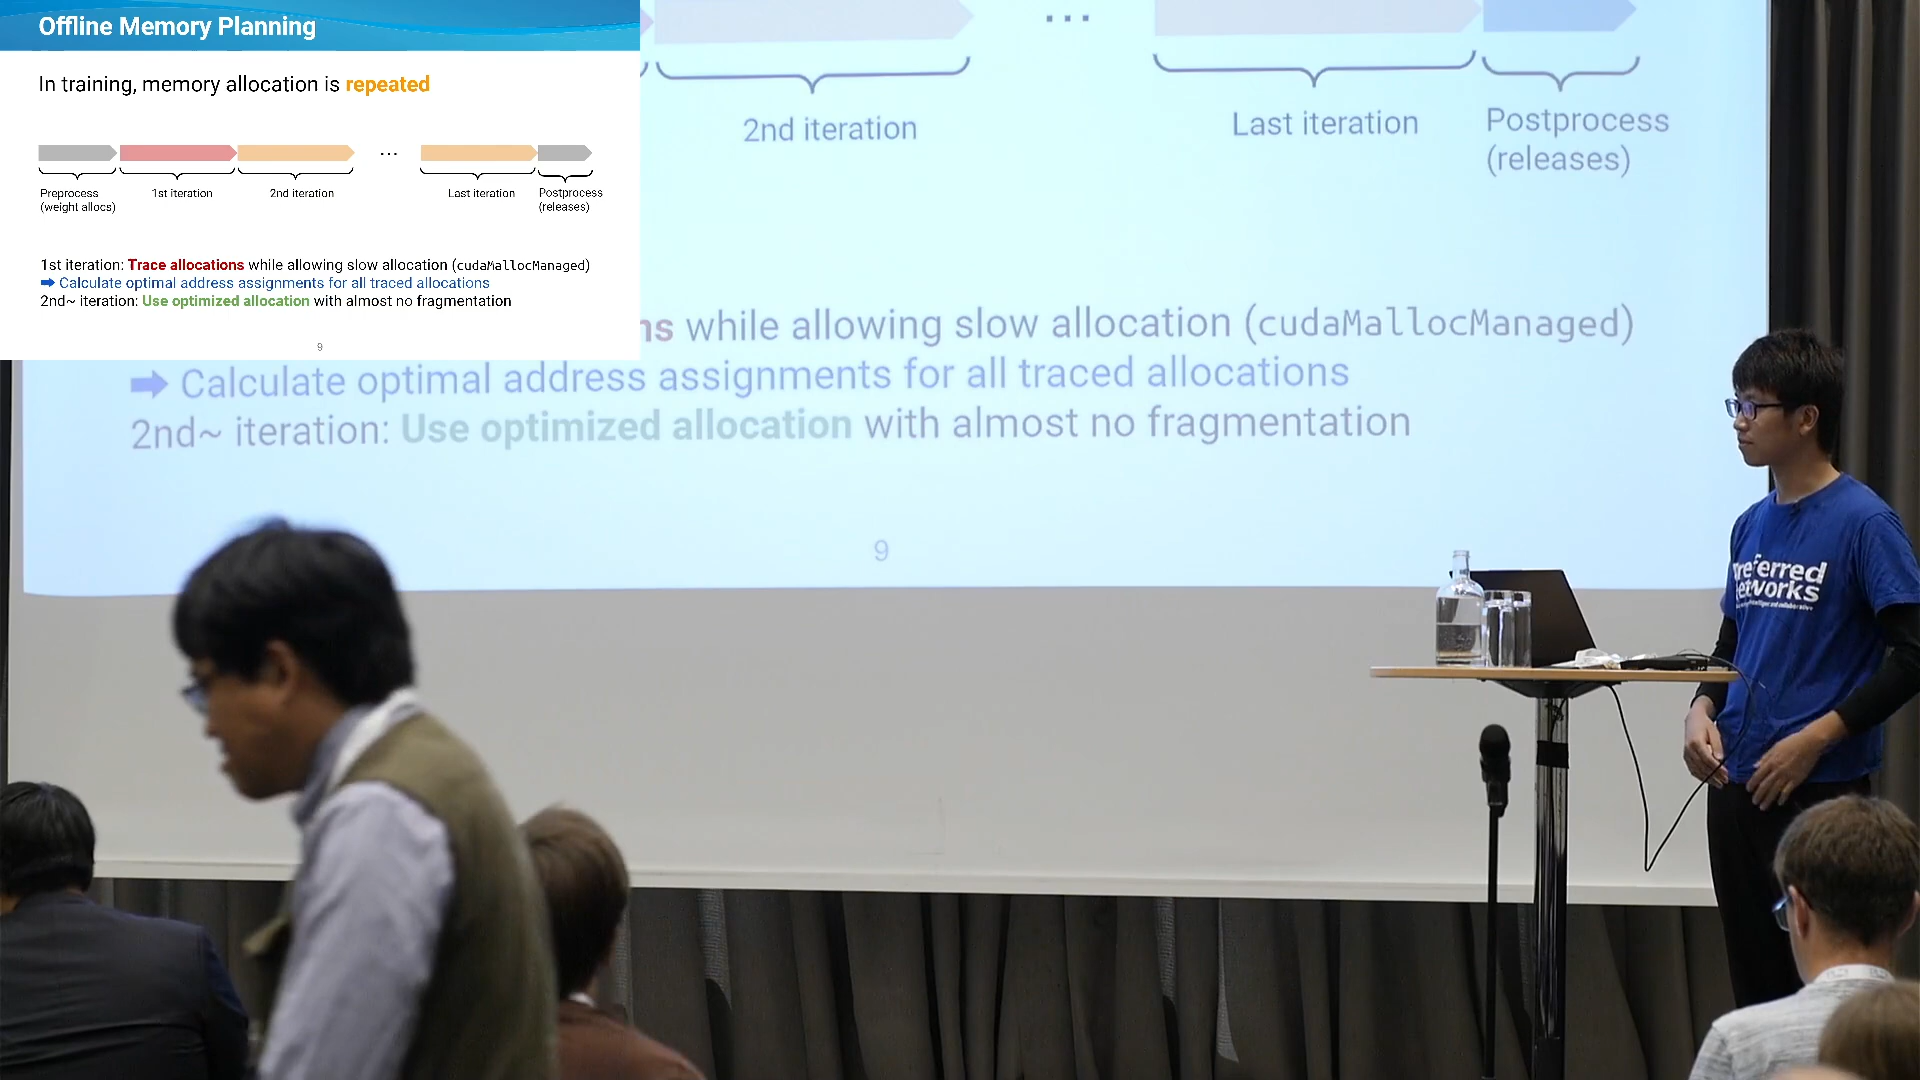 Offline Memory Planning
In training, memory allocation is repeated
...
Preprocess
(weight allocs)
1st iteration
2nd iteration
Last iteration
Postprocess
(releases)
1st iteration: Trace allocations while allowing slow allocation (cudaMallocManaged)
➡ Calculate optimal address assignments for all traced allocations
2nd~ iteration: Use optimized allocation with almost no fragmentation
9
...
2nd iteration
Last iteration
Postprocess
(releases)
ns while allowing slow allocation (cudaMallocManaged)
➡ Calculate optimal address assignments for all traced allocations
2nd~ iteration: Use optimized allocation with almost no fragmentation
9
Preferred
Networks